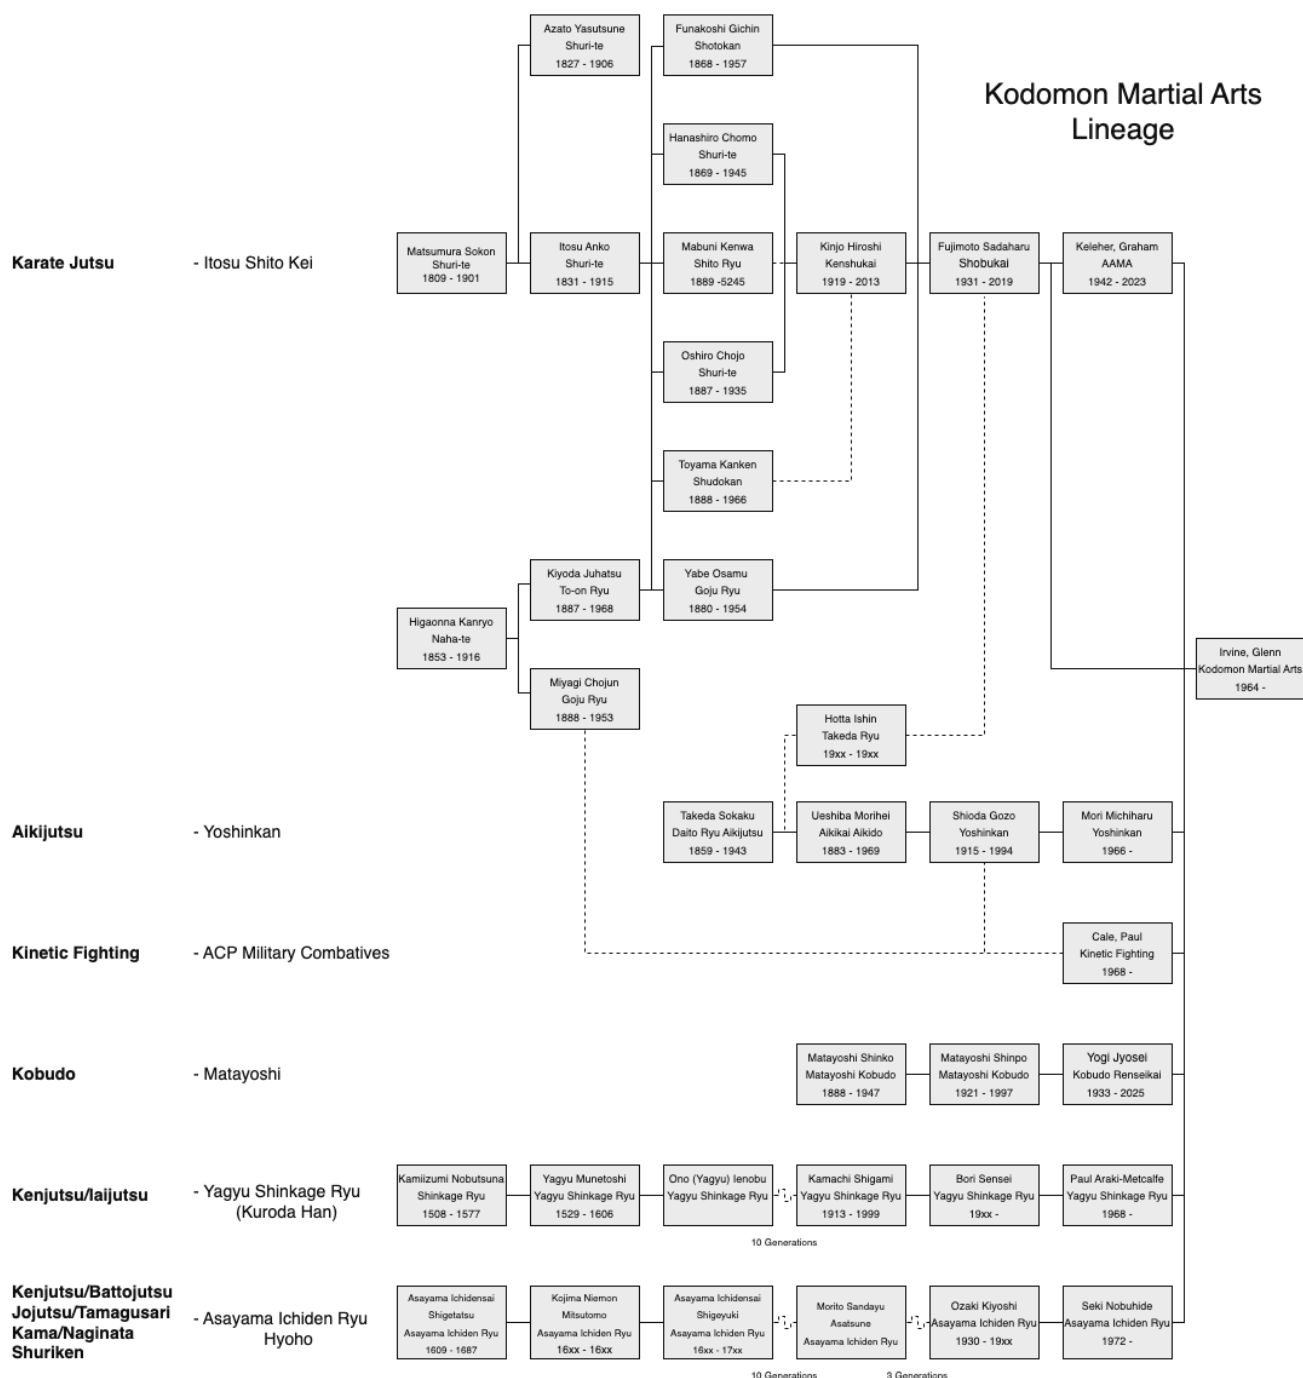 Kodomon Martial Arts
Lineage
Azato Yasutsune
Shuri-te
1827 - 1906
Funakoshi Gichin
Shotokan
1868 - 1957
Hanashiro Chomo
Shuri-te
1869 - 1945
Karate Jutsu
- Itosu Shito Kei
Matsumura Sokon
Shuri-te
1809 - 1901
Itosu Anko
Shuri-te
1831 - 1915
Mabuni Kenwa
Shito Ryu
1889 -5245
Kinjo Hiroshi
Kenshukai
1919 - 2013
Fujimoto Sadaharu
Shobukai
1931 - 2019
Keleher, Graham
AAMA
1942 - 2023
Oshiro Chojo
Shuri-te
1887 - 1935
Toyama Kanken
Shudokan
1888 - 1966
Kiyoda Juhatsu
To-on Ryu
1887 - 1968
Yabe Osamu
Goju Ryu
1880 - 1954
Higaonna Kanryo
Naha-te
1853 - 1916
Irvine, Glenn
Kodomon Martial Arts
1964 -
Miyagi Chojun
Goju Ryu
1888 - 1953
Hotta Ishin
Takeda Ryu
19xx - 19xx
Aikijutsu
- Yoshinkan
Takeda Sokaku
Daito Ryu Aikijutsu
1859 - 1943
Ueshiba Morihei
Aikikai Aikido
1883 - 1969
Shioda Gozo
Yoshinkan
1915 - 1994
Mori Michiharu
Yoshinkan
1966 -
Kinetic Fighting
- ACP Military Combatives
Cale, Paul
Kinetic Fighting
1968 -
Kobudo
- Matayoshi
Matayoshi Shinko
Matayoshi Kobudo
1888 - 1947
Matayoshi Shinpo
Matayoshi Kobudo
1921 - 1997
Yogi Jyosei
Kobudo Renseikai
1933 - 2025
Kenjutsu/Iaijutsu
- Yagyu Shinkage Ryu
(Kuroda Han)
Kamiizumi Nobutsuna
Shinkage Ryu
1508 - 1577
Yagyu Munetoshi
Yagyu Shinkage Ryu
1529 - 1606
Ono (Yagyu) Ienobu
Yagyu Shinkage Ryu
Kamachi Shigami
Yagyu Shinkage Ryu
1913 - 1999
Bori Sensei
Yagyu Shinkage Ryu
19xx -
Paul Araki-Metcalfe
Yagyu Shinkage Ryu
1968 -
10 Generations
Kenjutsu/Battojutsu
Jojutsu/Tamagusari
Kama/Naginata
Shuriken
- Asayama Ichiden Ryu
Hyoho
Asayama Ichidensai
Shigetatsu
Asayama Ichiden Ryu
1609 - 1687
Kojima Niemon
Mitsutomo
Asayama Ichiden Ryu
16xx - 16xx
Asayama Ichidensai
Shigeyuki
Asayama Ichiden Ryu
16xx - 17xx
Morito Sandayu
Asatsune
Asayama Ichiden Ryu
Ozaki Kiyoshi
Asayama Ichiden Ryu
1930 - 19xx
Seki Nobuhide
Asayama Ichiden Ryu
1972 -
10 Generations
3 Generations